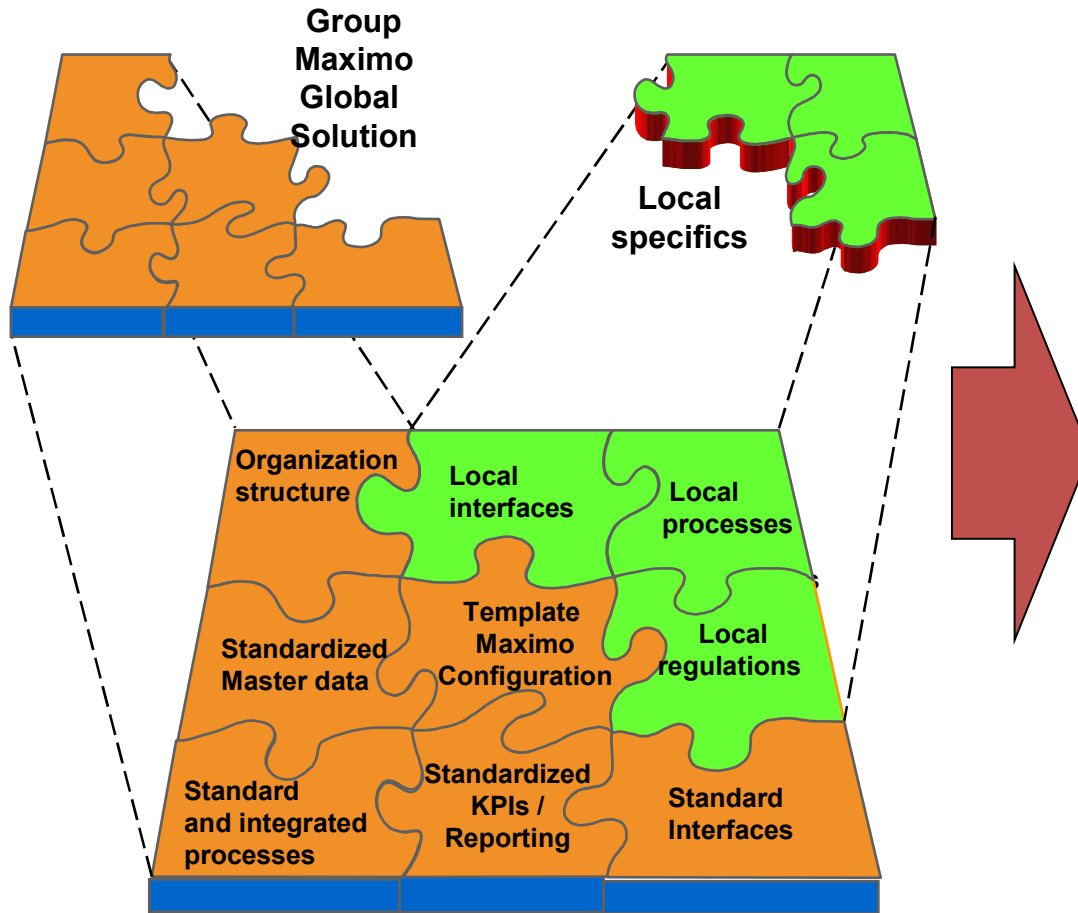 Group
Maximo
Global
Solution
Local
specifics
Organization
structure
Local
interfaces
Local
processes
Standardized
Master data
Template
Maximo
Configuration
Local
regulations
Standard
and integrated
processes
Standardized
KPIs /
Reporting
Standard
Interfaces